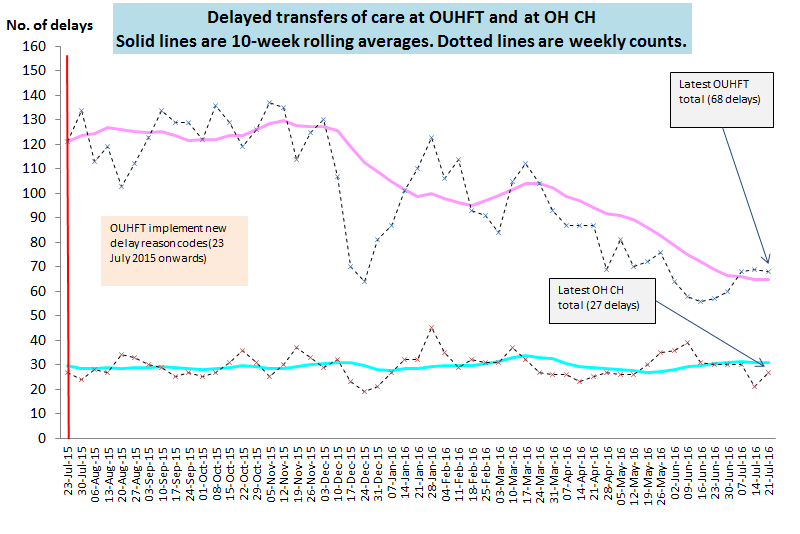 Delayed transfers of care at OUHFT and at OH CH
Solid lines are 10-week rolling averages. Dotted lines are weekly counts.
No. of delays
160
150
140
130
120
110
100
90
80
70
60
50
40
30
20
10
0
Latest OUHFT
total (68 delays)
OUHFT implement new
delay reason codes (23
July 2015 onwards)
Latest OH CH
total (27 delays)
23-Jul-15
30-Jul-15
06-Aug-15
13-Aug-15
20-Aug-15
27-Aug-15
03-Sep-15
10-Sep-15
17-Sep-15
24-Sep-15
01-Oct-15
08-Oct-15
15-Oct-15
22-Oct-15
29-Oct-15
05-Nov-15
12-Nov-15
19-Nov-15
26-Nov-15
03-Dec-15
10-Dec-15
17-Dec-15
24-Dec-15
31-Dec-15
07-Jan-16
14-Jan-16
21-Jan-16
28-Jan-16
04-Feb-16
11-Feb-16
18-Feb-16
25-Feb-16
03-Mar-16
10-Mar-16
17-Mar-16
24-Mar-16
31-Mar-16
07-Apr-16
14-Apr-16
21-Apr-16
28-Apr-16
05-May-16
12-May-16
19-May-16
26-May-16
02-Jun-16
09-Jun-16
16-Jun-16
23-Jun-16
30-Jun-16
07-Jul-16
14-Jul-16
21-Jul-16